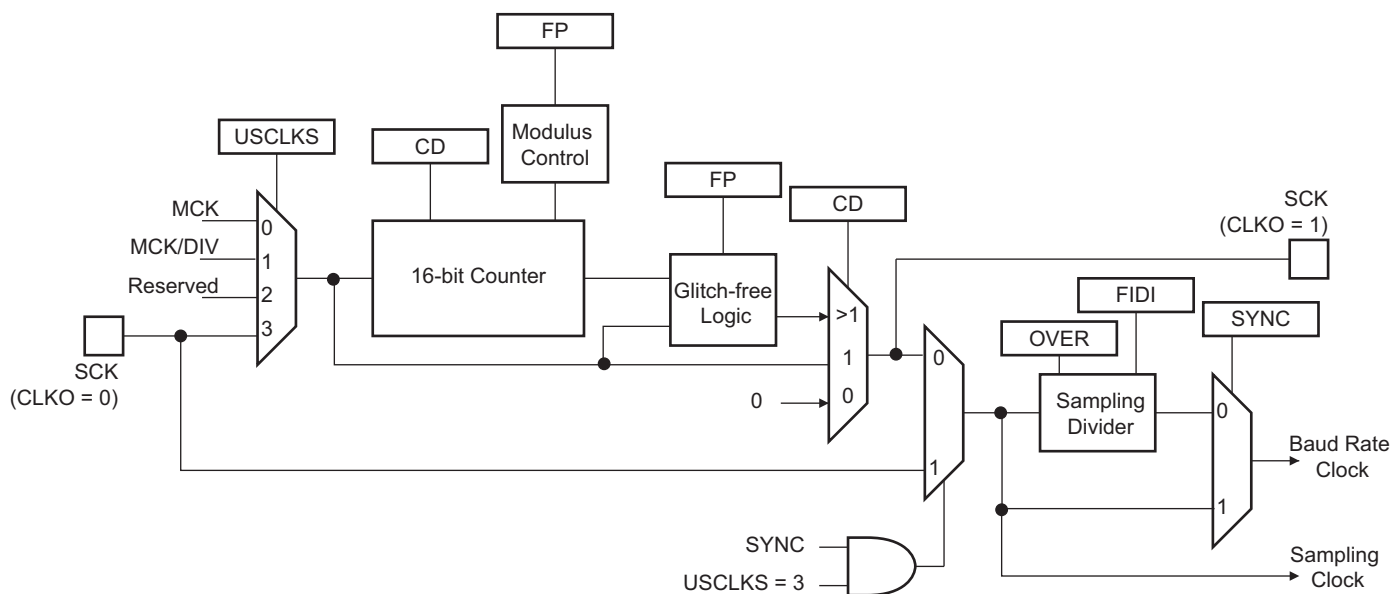 FP
USCLKS
CD
Modulus
Control
FP
CD
SCK
(CLKO = 1)
MCK
0
MCK/DIV
1
16-bit Counter
Reserved
2
Glitch-free
Logic
>1
FIDI
3
OVER
SYNC
SCK
(CLKO = 0)
1
0
0
0
Sampling
Divider
0
Baud Rate
Clock
1
1
SYNC
USCLKS = 3
Sampling
Clock